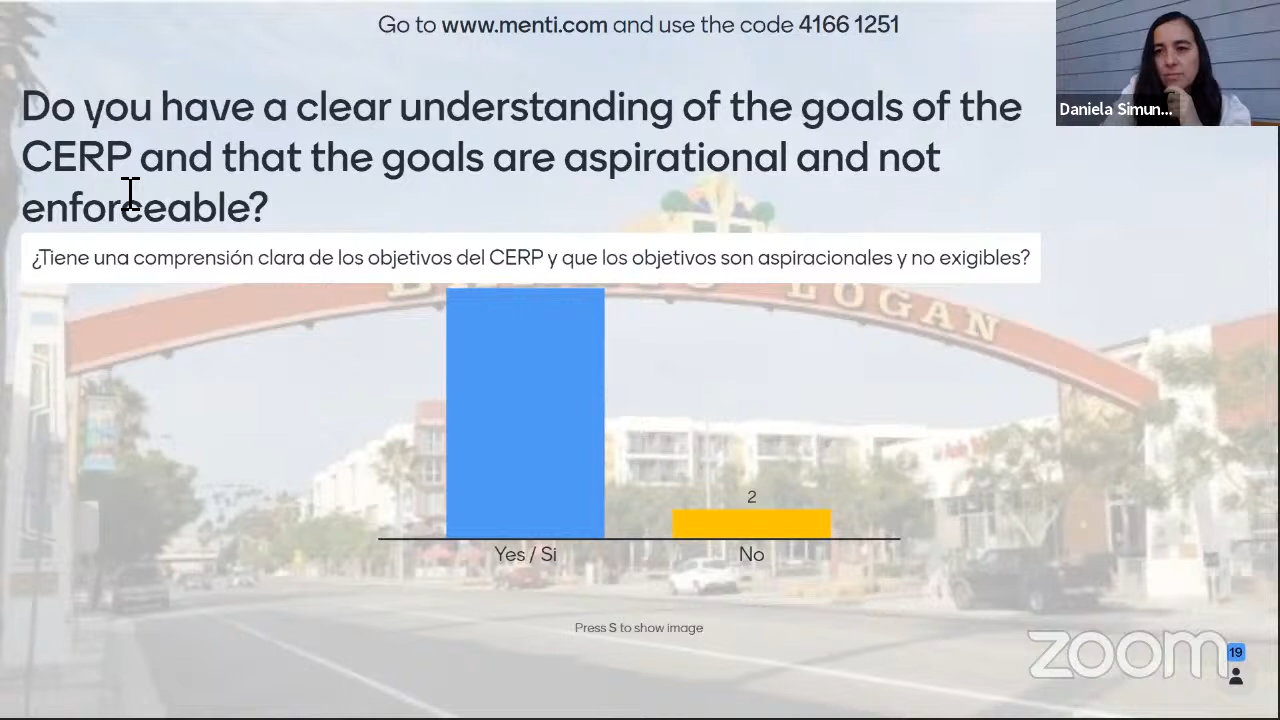 Go to www.menti.com and use the code 4166 1251
Daniela Simun...
Do you have a clear understanding of the goals of the
CERP and that the goals are aspirational and not
enforceable?
¿Tiene una comprensión clara de los objetivos del CERP y que los objetivos son aspiracionales y no exigibles?
LOGAN
2
Yes / Si
No
Press S to show image
zoom
19